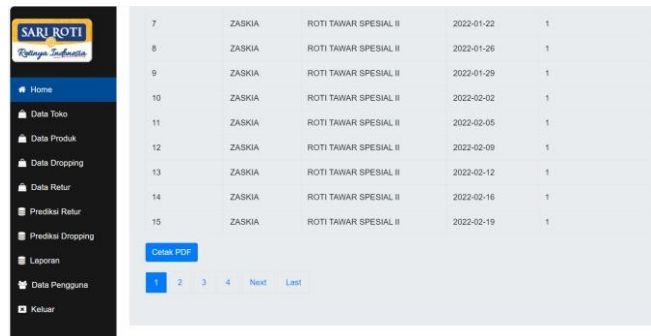 SARI ROTI
Rotinya Indonesia
Home
Data Toko
Data Produk
Data Dropping
Data Retur
Prediksi Retur
Prediksi Dropping
Laporan
Data Pengguna
Keluar
7 ZASKIA ROTI TAWAR SPESIAL II 2022-01-22 1
8 ZASKIA ROTI TAWAR SPESIAL II 2022-01-26 1
9 ZASKIA ROTI TAWAR SPESIAL II 2022-01-29 1
10 ZASKIA ROTI TAWAR SPESIAL II 2022-02-02 1
11 ZASKIA ROTI TAWAR SPESIAL II 2022-02-05 1
12 ZASKIA ROTI TAWAR SPESIAL II 2022-02-09 1
13 ZASKIA ROTI TAWAR SPESIAL II 2022-02-12 1
14 ZASKIA ROTI TAWAR SPESIAL II 2022-02-16 1
15 ZASKIA ROTI TAWAR SPESIAL II 2022-02-19 1
Cetak PDF
1 2 3 4 Next Last